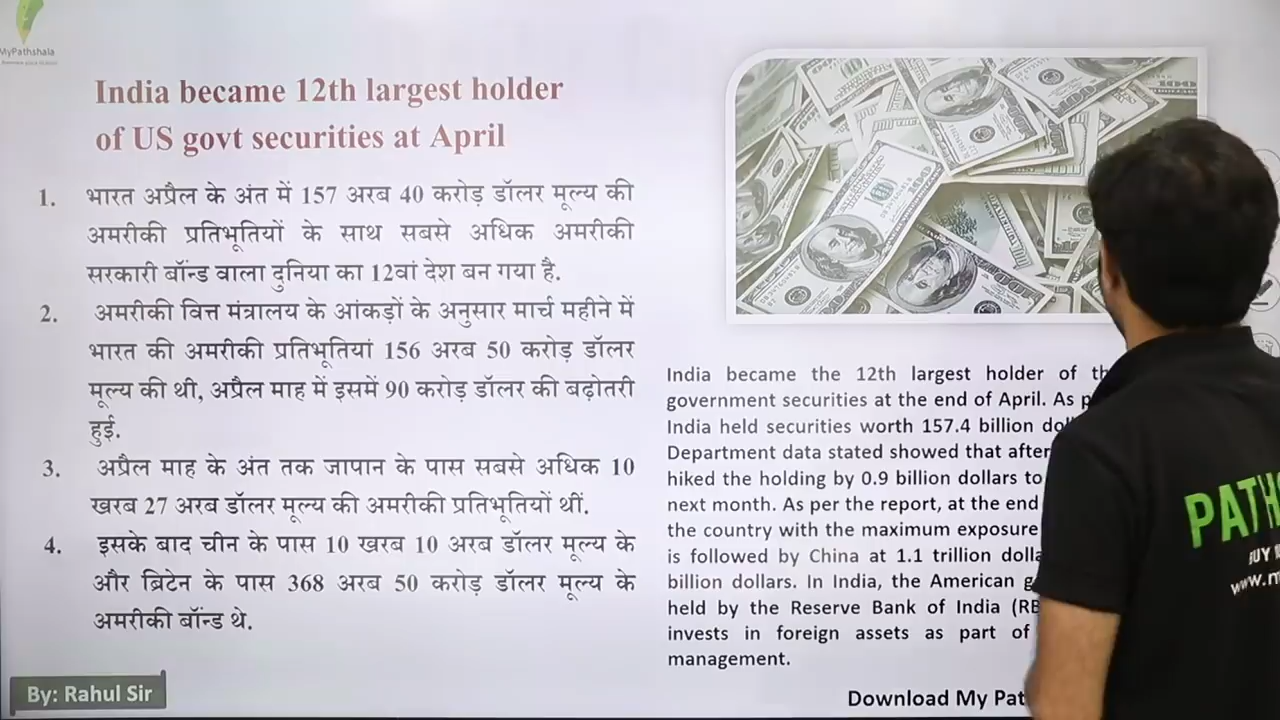 MyPathshala
India became 12th largest holder
of US govt securities at April
1. भारत अप्रैल के अंत में 157 अरब 40 करोड़ डॉलर मूल्य की
अमरीकी प्रतिभूतियों के साथ सबसे अधिक अमरीकी
सरकारी बॉन्ड वाला दुनिया का 12वां देश बन गया है.
2. अमरीकी वित्त मंत्रालय के आंकड़ों के अनुसार मार्च महीने में
भारत की अमरीकी प्रतिभूतियां 156 अरब 50 करोड़ डॉलर
मूल्य की थी, अप्रैल माह में इसमें 90 करोड़ डॉलर की बढ़ोतरी
हुई.
3. अप्रैल माह के अंत तक जापान के पास सबसे अधिक 10
खरब 27 अरब डॉलर मूल्य की अमरीकी प्रतिभूतियों थीं.
4. इसके बाद चीन के पास 10 खरब 10 अरब डॉलर मूल्य के
और ब्रिटेन के पास 368 अरब 50 करोड़ डॉलर मूल्य के
अमरीकी बॉन्ड थे.
India became the 12th largest holder of
government securities at the end of April. As
India held securities worth 157.4 billion
Department data stated showed that after
hiked the holding by 0.9 billion dollars to
next month. As per the report, at the end
the country with the maximum exposure
is followed by China at 1.1 trillion
billion dollars. In India, the American
held by the Reserve Bank of India
invests in foreign assets as part of
management.
By: Rahul Sir
Download My
PATHS